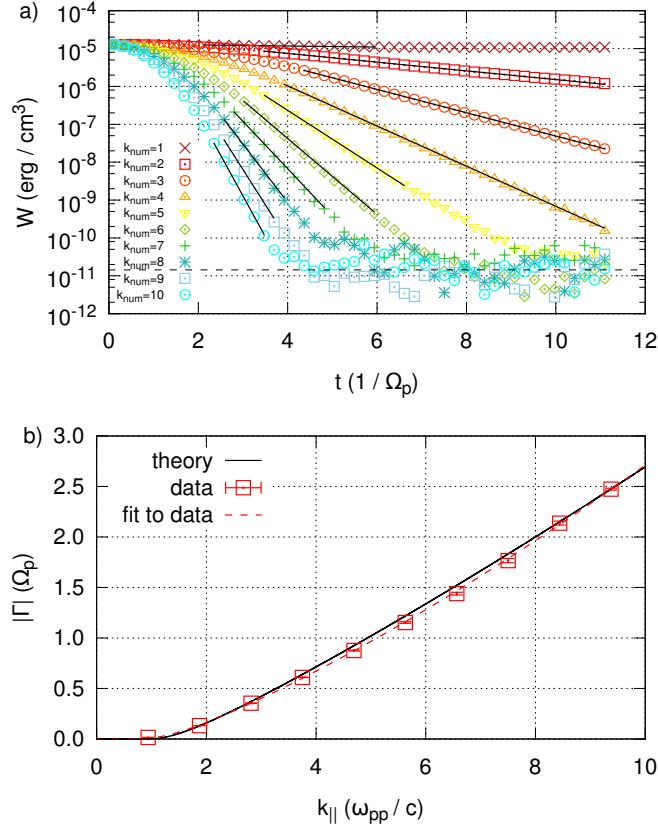 a)
10⁻⁴
10⁻⁵
10⁻⁶
10⁻⁷
10⁻⁸
10⁻⁹
10⁻¹⁰
10⁻¹¹
10⁻¹²
W (erg / cm³)
k_num=1
k_num=2
k_num=3
k_num=4
k_num=5
k_num=6
k_num=7
k_num=8
k_num=9
k_num=10
0 2 4 6 8 10 12
t (1 / Ω_p)
b)
3.0
2.5
2.0
1.5
1.0
0.5
0.0
|Γ| (Ω_p)
theory
data
fit to data
0 2 4 6 8 10
k_|| (ω_pp / c)